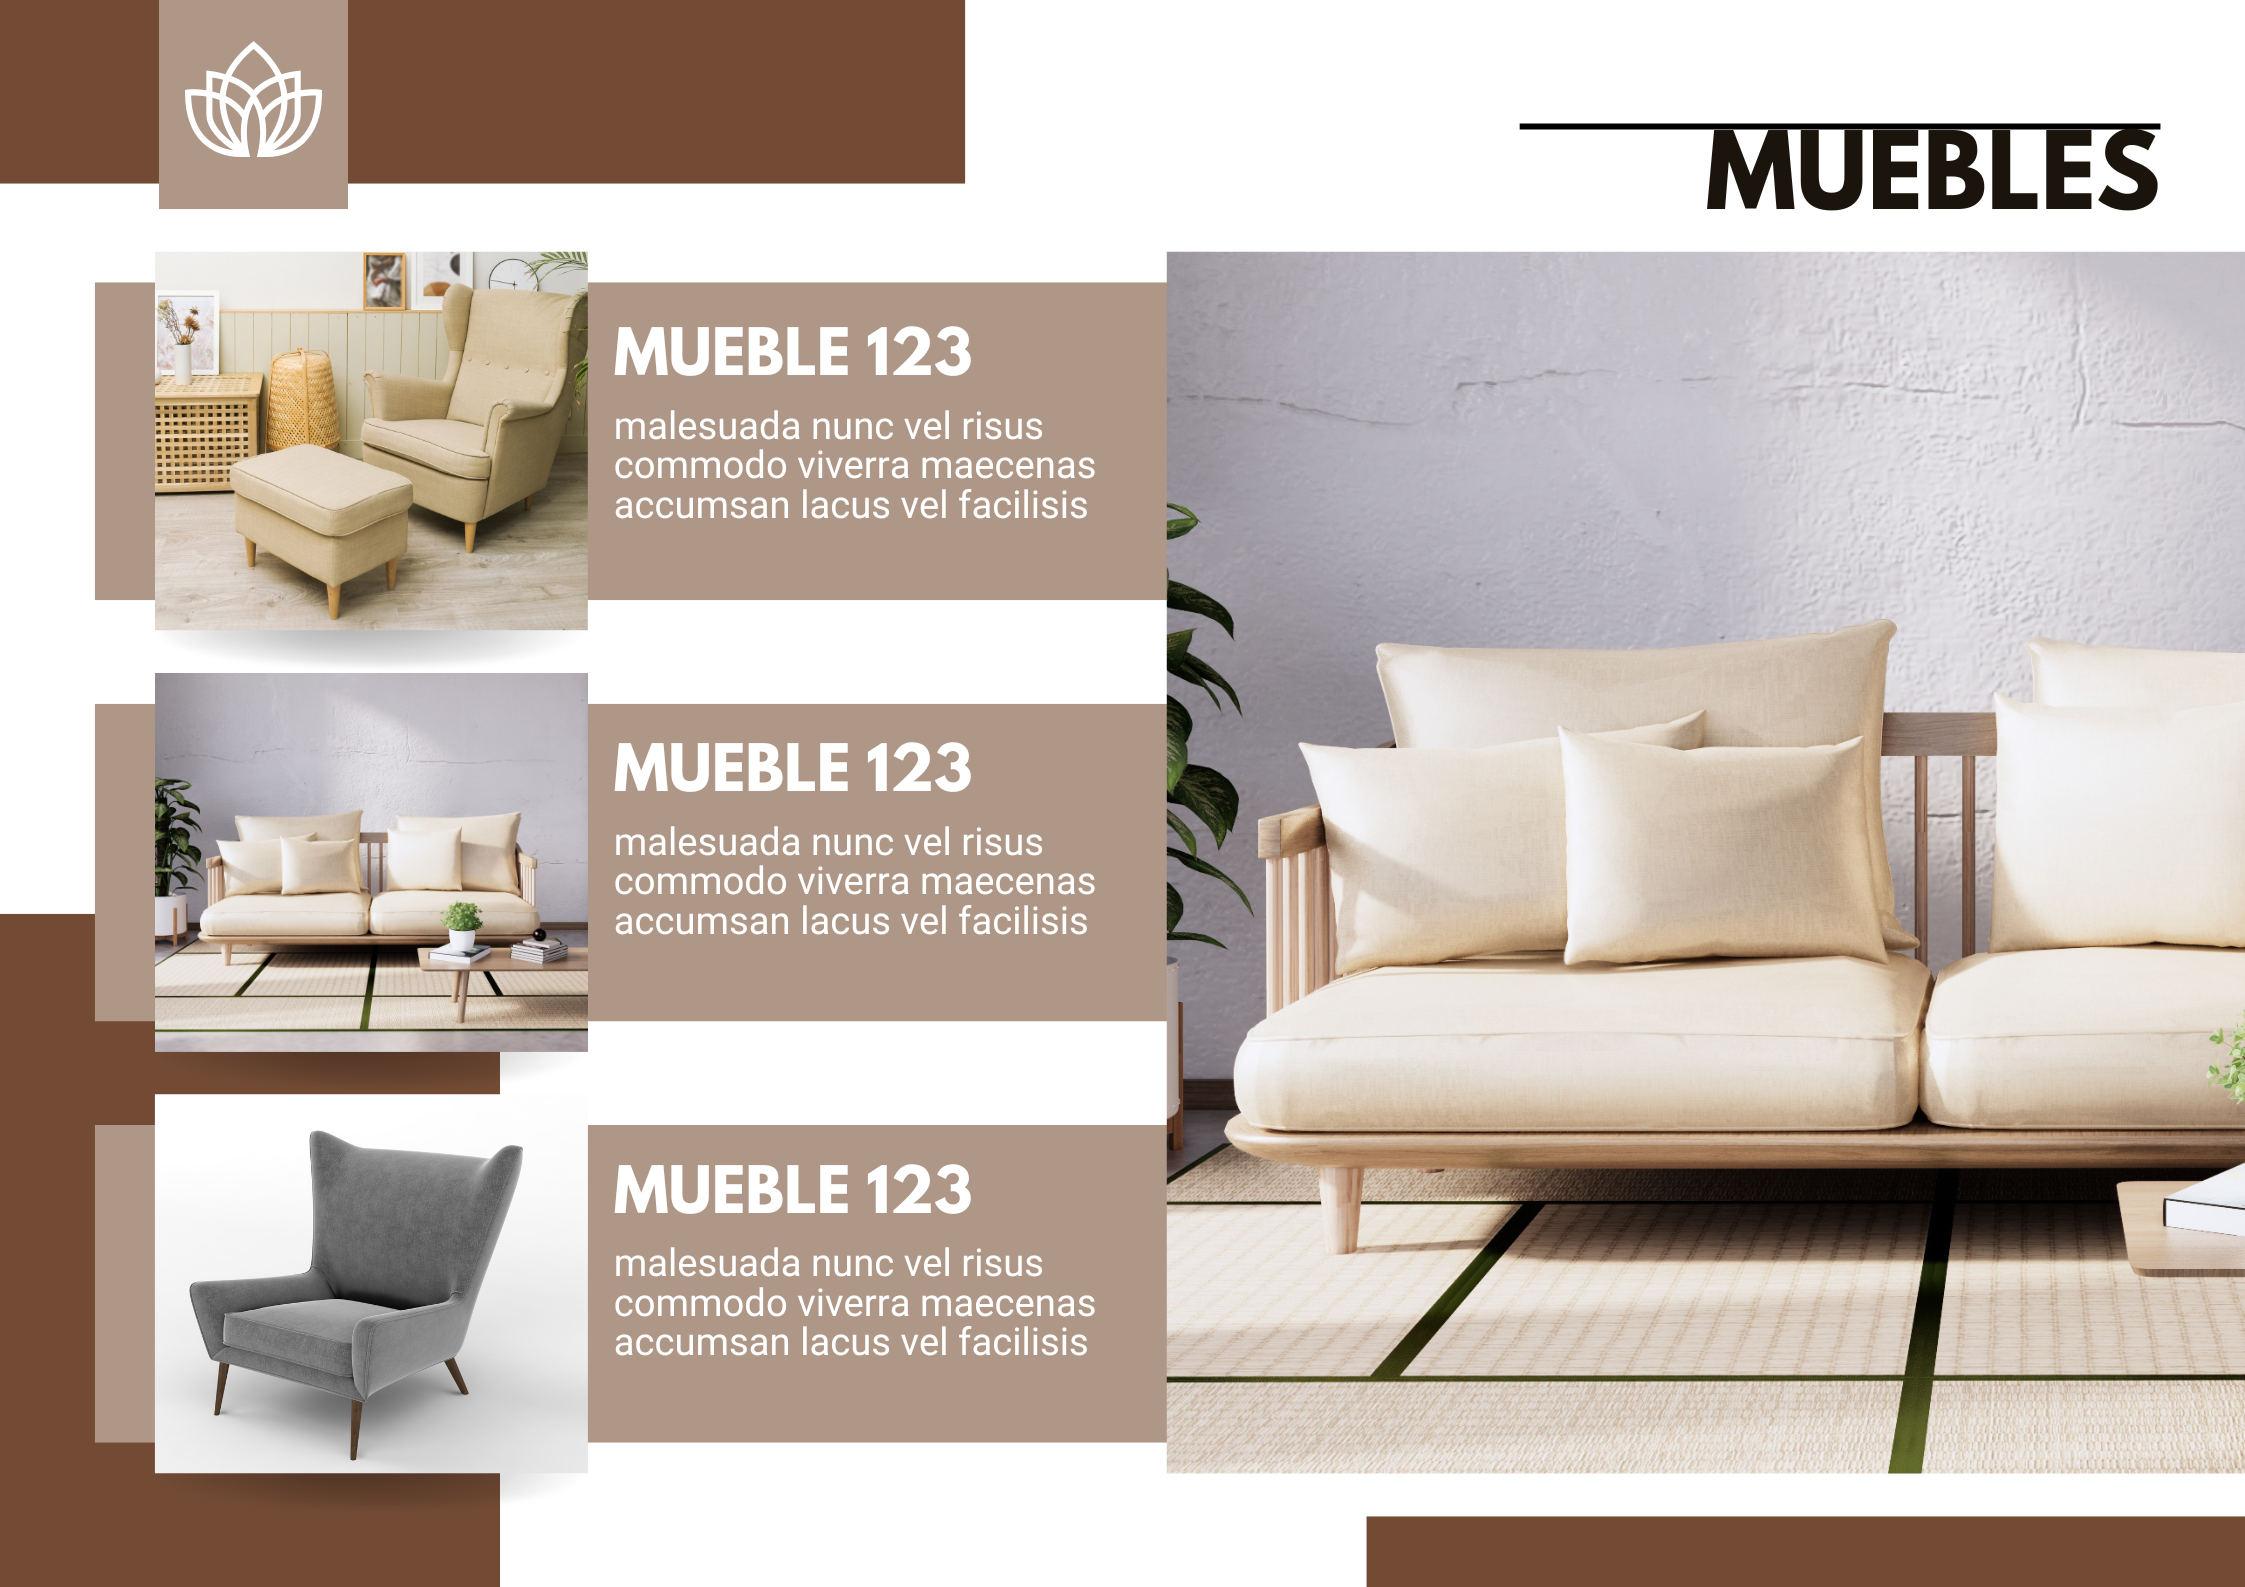 MUEBLES
MUEBLE 123
malesuada nunc vel risus
commodo viverra maecenas
accumsan lacus vel facilisis
MUEBLE 123
malesuada nunc vel risus
commodo viverra maecenas
accumsan lacus vel facilisis
MUEBLE 123
malesuada nunc vel risus
commodo viverra maecenas
accumsan lacus vel facilisis